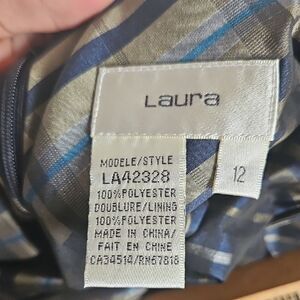 Laura
12
MODELE/STYLE
LA42328
100%POLYESTER
DOUBLURE/LINING
100%POLYESTER
MADE IN CHINA/
FAIT EN CHINE
CA34514/RN67818